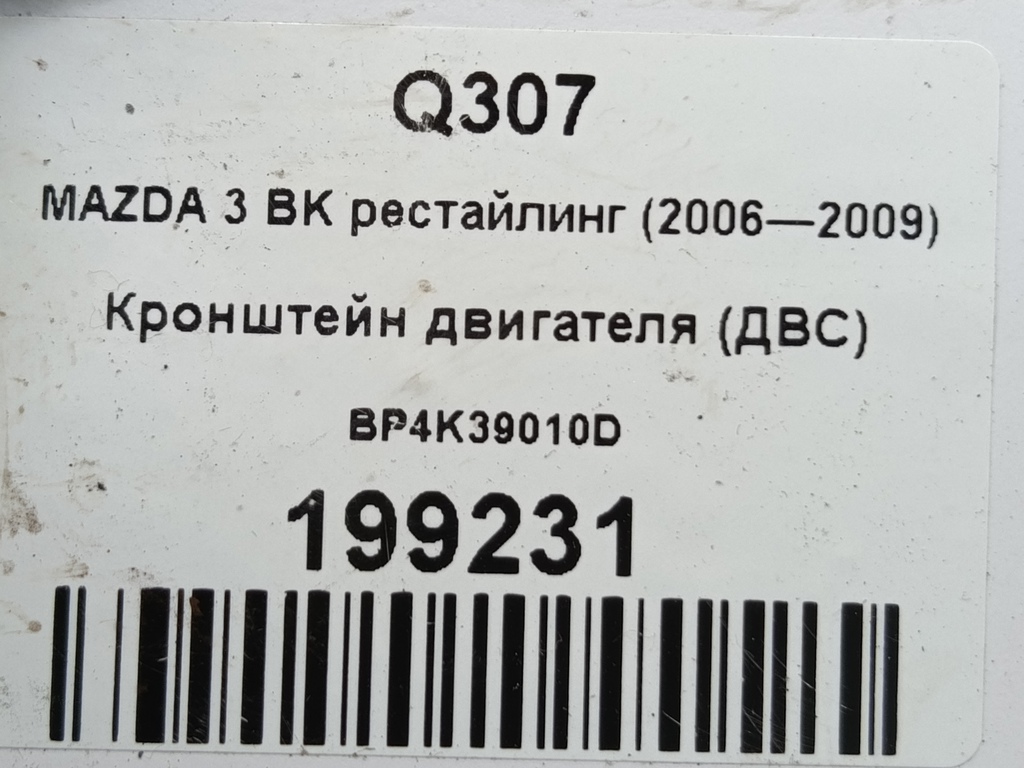 Q307
MAZDA 3 BK рестайлинг (2006—2009)
Кронштейн двигателя (ДВС)
BP4K39010D
199231